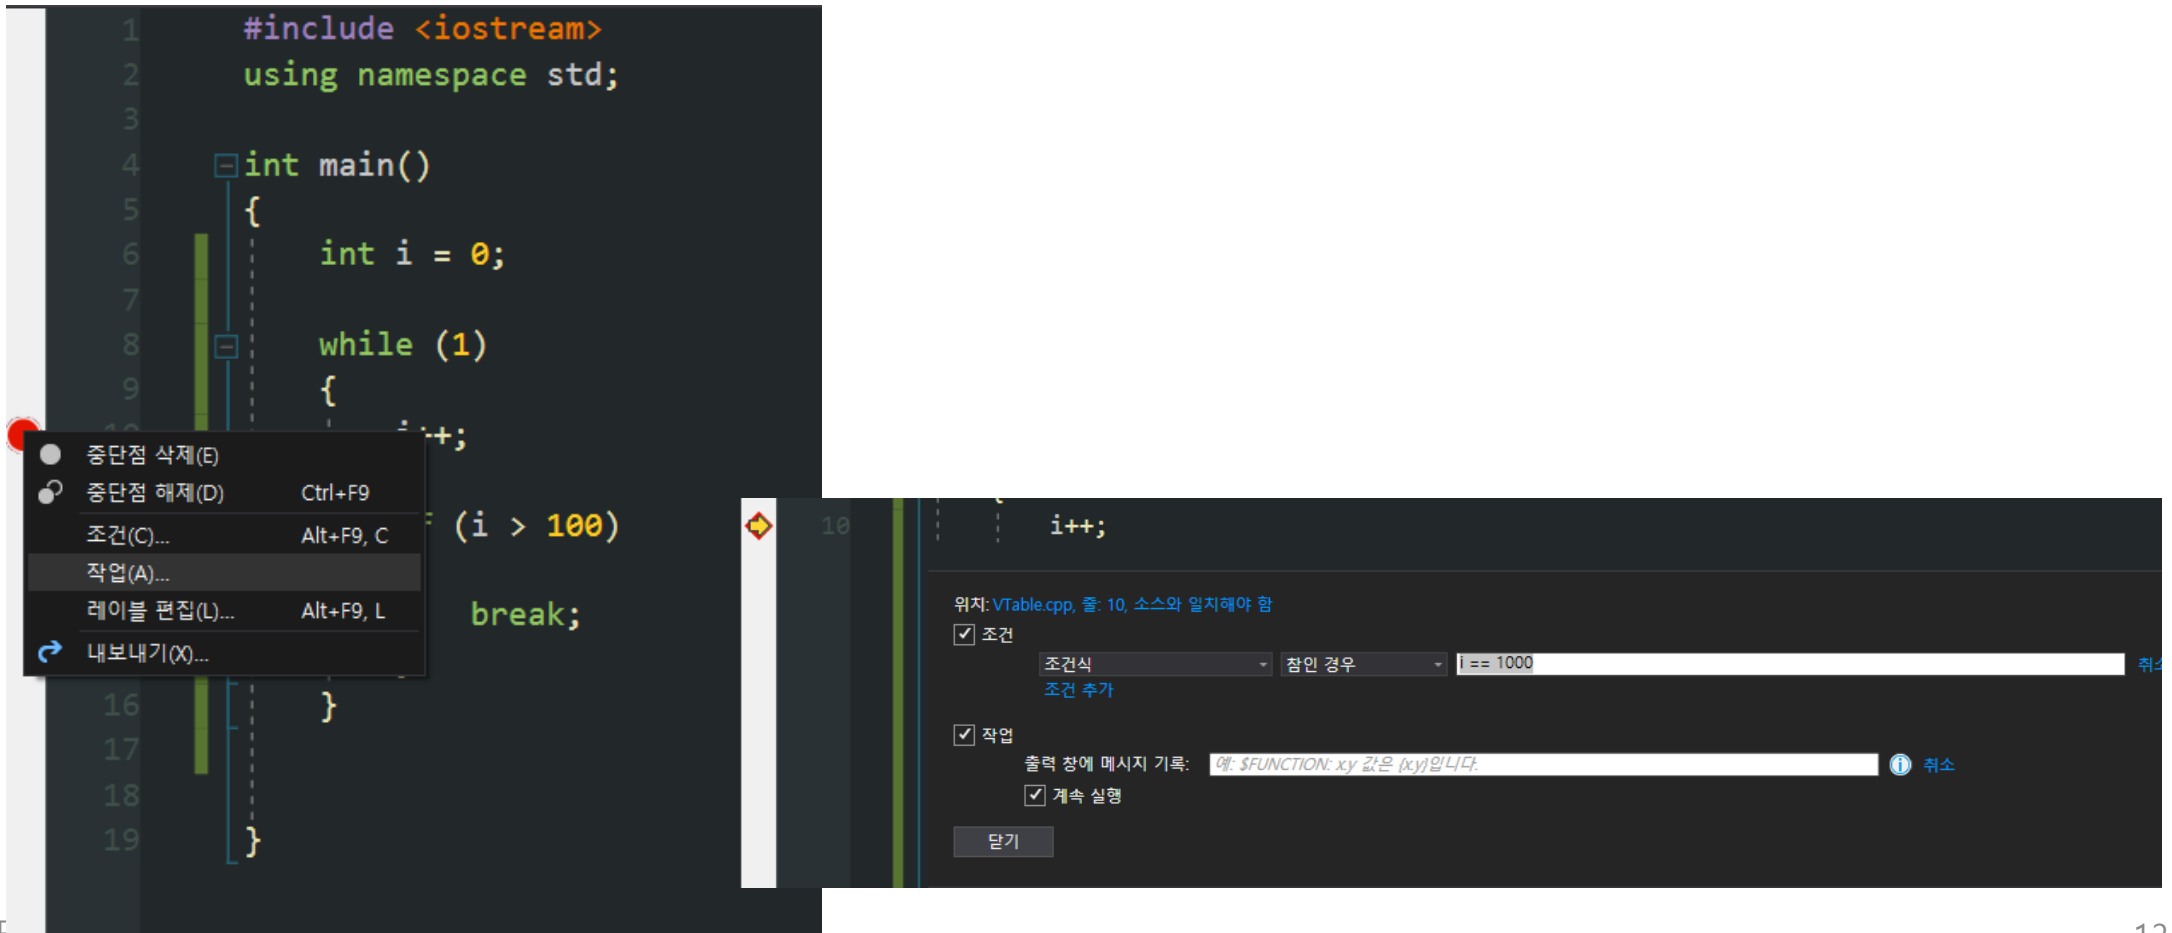 1 #include <iostream>
2 using namespace std;
3
4 int main()
5 {
6 int i = 0;
7
8 while (1)
9 {
i++;
중단점 삭제(E)
중단점 해제(D) Ctrl+F9
조건(C)... Alt+F9, C
작업(A)...
레이블 편집(L)... Alt+F9, L
내보내기(X)...
(i > 100)
break;
16 }
17
18
19 }
10 i++;
위치: VTable.cpp, 줄: 10, 소스와 일치해야 함
조건
조건식 참인 경우 i == 1000
조건 추가
작업
출력 창에 메시지 기록: 예: $FUNCTION: x.y 값은 {x.y}입니다. 취소
계속 실행
닫기